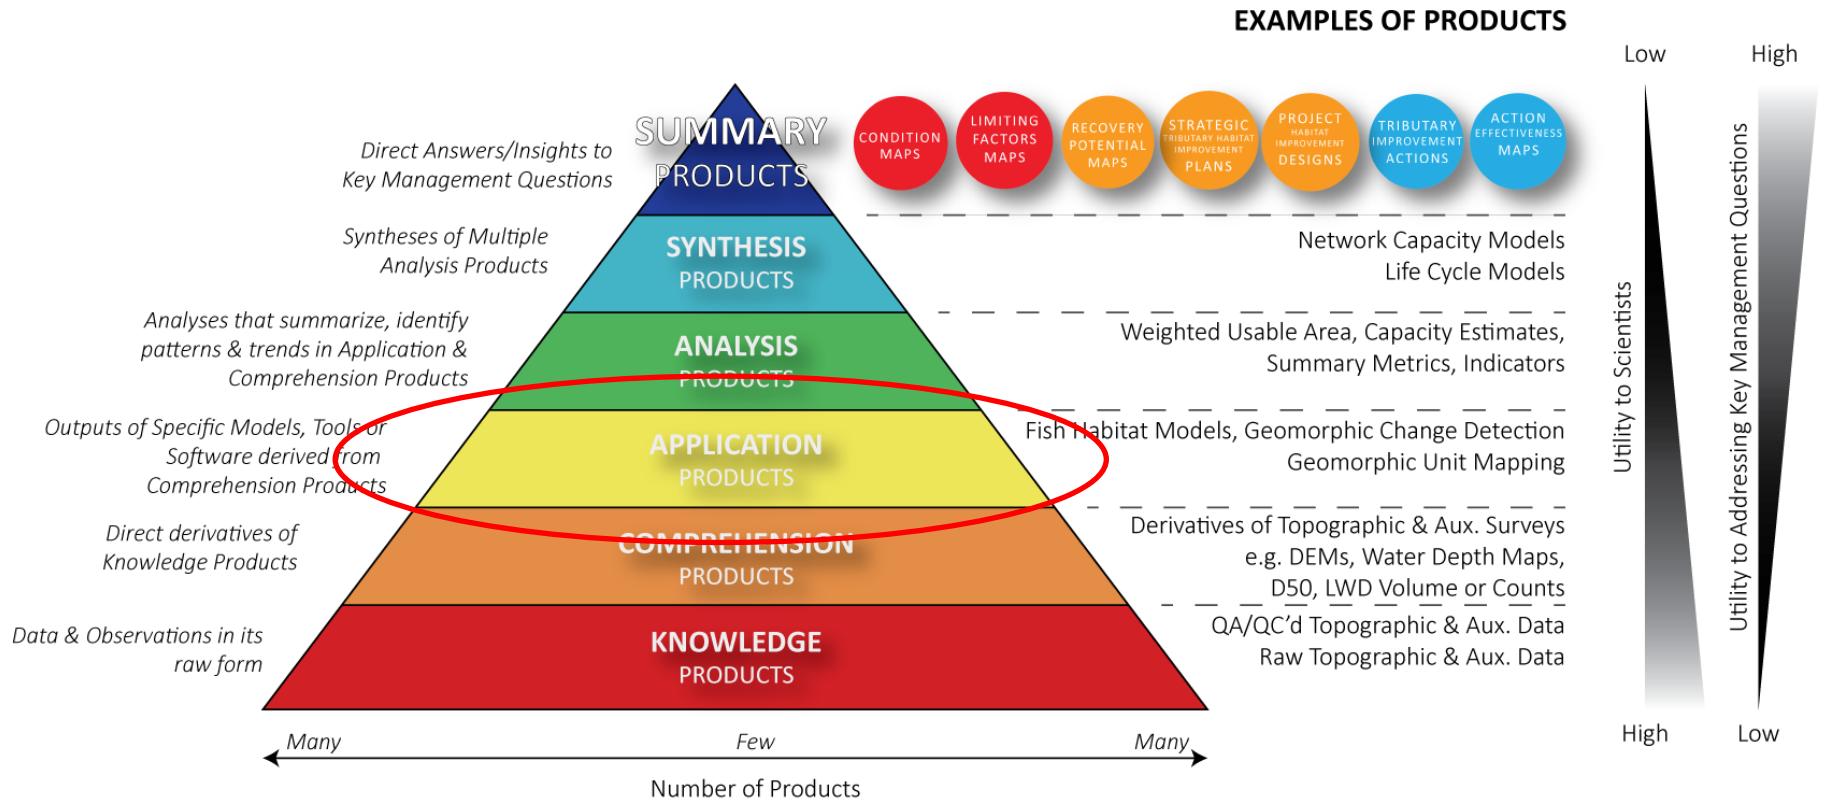 EXAMPLES OF PRODUCTS
Low
High
SUMMARY
PRODUCTS
Direct Answers/Insights to
Key Management Questions
CONDITION
MAPS
LIMITING
FACTORS
MAPS
RECOVERY
POTENTIAL
MAPS
STRATEGIC
TRIBUTARY HABITAT
IMPROVEMENT
PLANS
PROJECT
HABITAT
IMPROVEMENT
DESIGNS
TRIBUTARY
IMPROVEMENT
ACTIONS
ACTION
EFFECTIVENESS
MAPS
Syntheses of Multiple
Analysis Products
SYNTHESIS
PRODUCTS
Network Capacity Models
Life Cycle Models
Analyses that summarize, identify
patterns & trends in Application &
Comprehension Products
ANALYSIS
PRODUCTS
Weighted Usable Area, Capacity Estimates,
Summary Metrics, Indicators
Outputs of Specific Models, Tools or
Software derived from
Comprehension Products
APPLICATION
PRODUCTS
Fish Habitat Models, Geomorphic Change Detection
Geomorphic Unit Mapping
Direct derivatives of
Knowledge Products
COMPREHENSION
PRODUCTS
Derivatives of Topographic & Aux. Surveys
e.g. DEMs, Water Depth Maps,
D50, LWD Volume or Counts
Data & Observations in its
raw form
KNOWLEDGE
PRODUCTS
QA/QC’d Topographic & Aux. Data
Raw Topographic & Aux. Data
Utility to Scientists
Utility to Addressing Key Management Questions
High
Low
Many
Few
Many
Number of Products